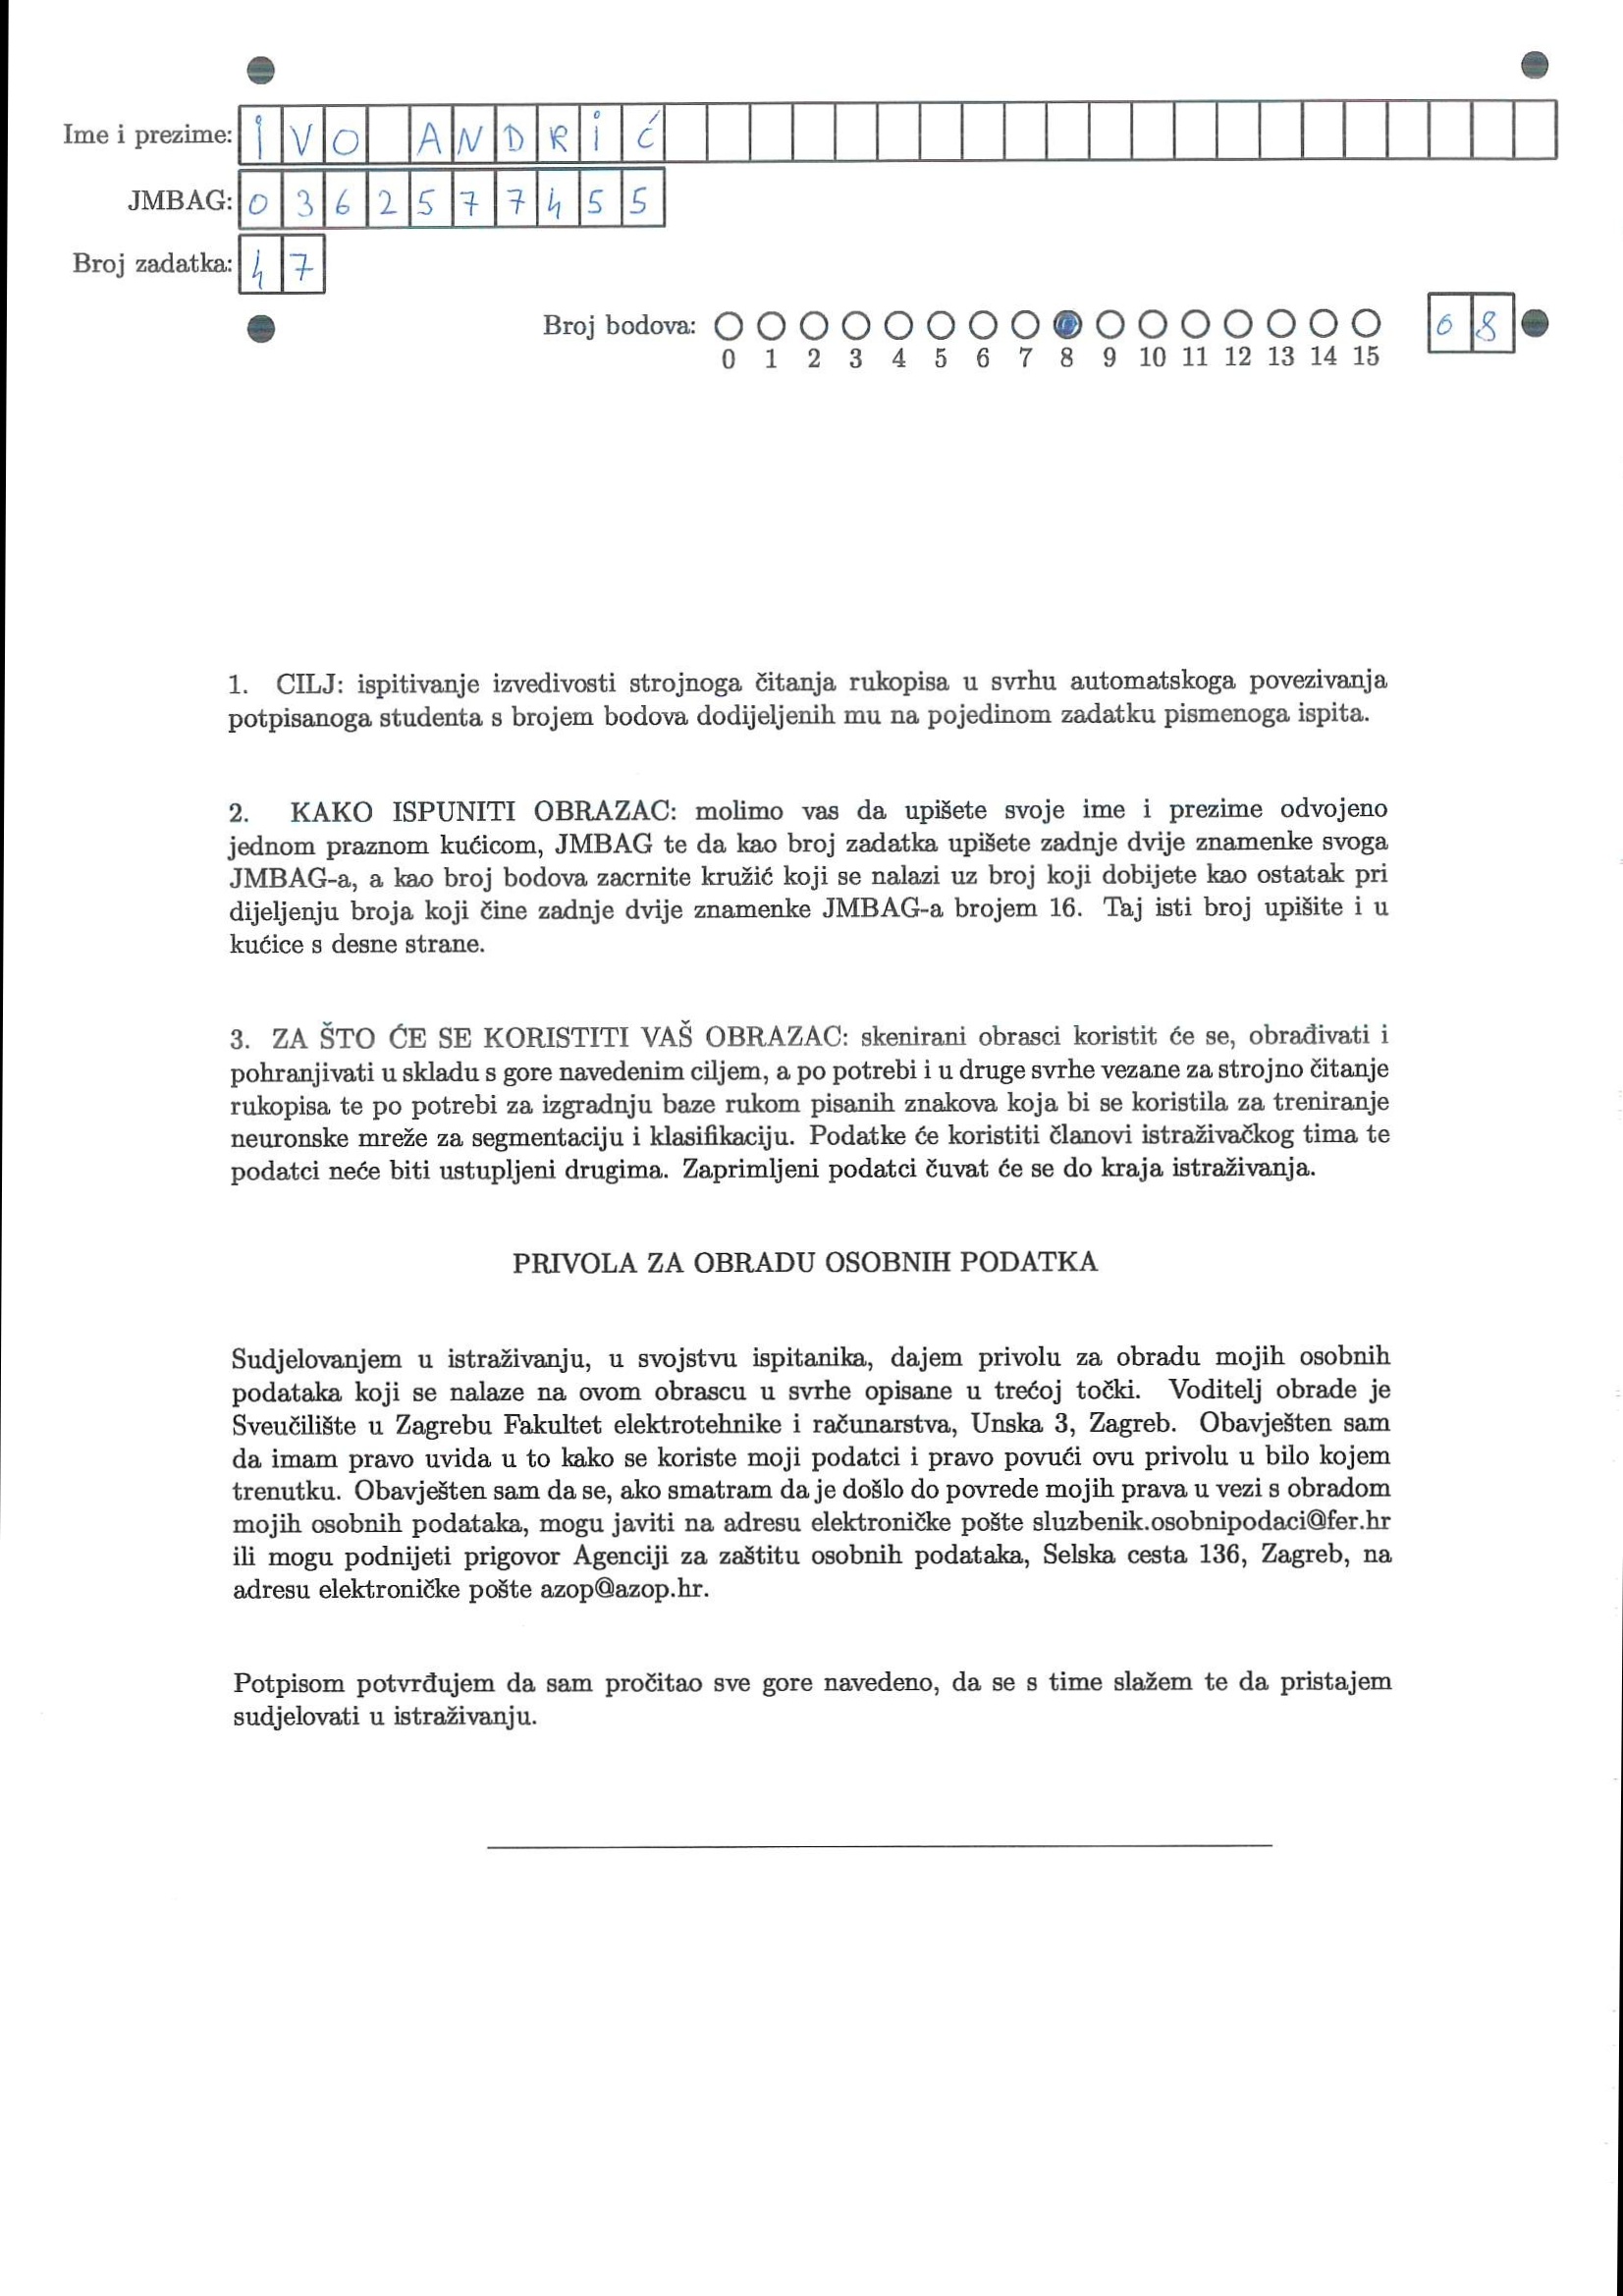 Ime i prezime: IVO ANDRIĆ
JMBAG: 0362577455
Broj zadatka: 47
Broj bodova: 68
0 1 2 3 4 5 6 7 8 9 10 11 12 13 14 15
1. CILJ: ispitivanje izvedivosti strojnoga čitanja rukopisa u svrhu automatskoga povezivanja
potpisanoga studenta s brojem bodova dodijeljenih mu na pojedinom zadatku pismenoga ispita.
2. KAKO ISPUNITI OBRAZAC: molimo vas da upišete svoje ime i prezime odvojeno
jednom praznom kućicom, JMBAG te da kao broj zadatka upišete zadnje dvije znamenke svoga
JMBAG-a, a kao broj bodova zacrnite kružić koji se nalazi uz broj koji dobijete kao ostatak pri
dijeljenju broja koji čine zadnje dvije znamenke JMBAG-a brojem 16. Taj isti broj upišite i u
kućice s desne strane.
3. ZA ŠTO ĆE SE KORISTITI VAŠ OBRAZAC: skenirani obrasci koristit će se, obrađivati i
pohranjivati u skladu s gore navedenim ciljem, a po potrebi i u druge svrhe vezane za strojno čitanje
rukopisa te po potrebi za izgradnju baze rukom pisanih znakova koja bi se koristila za treniranje
neuronske mreže za segmentaciju i klasifikaciju. Podatke će koristiti članovi istraživačkog tima te
podatci neće biti ustupljeni drugima. Zaprimljeni podatci čuvat će se do kraja istraživanja.
PRIVOLA ZA OBRADU OSOBNIH PODATKA
Sudjelovanjem u istraživanju, u svojstvu ispitanika, dajem privolu za obradu mojih osobnih
podataka koji se nalaze na ovom obrascu u svrhe opisane u trećoj točki. Voditelj obrade je
Sveučilište u Zagrebu Fakultet elektrotehnike i računarstva, Unska 3, Zagreb. Obavješten sam
da imam pravo uvida u to kako se koriste moji podatci i pravo povući ovu privolu u bilo kojem
trenutku. Obavješten sam da se, ako smatram da je došlo do povrede mojih prava u vezi s obradom
mojih osobnih podataka, mogu javiti na adresu elektroničke pošte sluzbenik.osobnipodaci@fer.hr
ili mogu podnijeti prigovor Agenciji za zaštitu osobnih podataka, Selska cesta 136, Zagreb, na
adresu elektroničke pošte azop@azop.hr.
Potpisom potvrđujem da sam pročitao sve gore navedeno, da se s time slažem te da pristajem
sudjelovati u istraživanju.